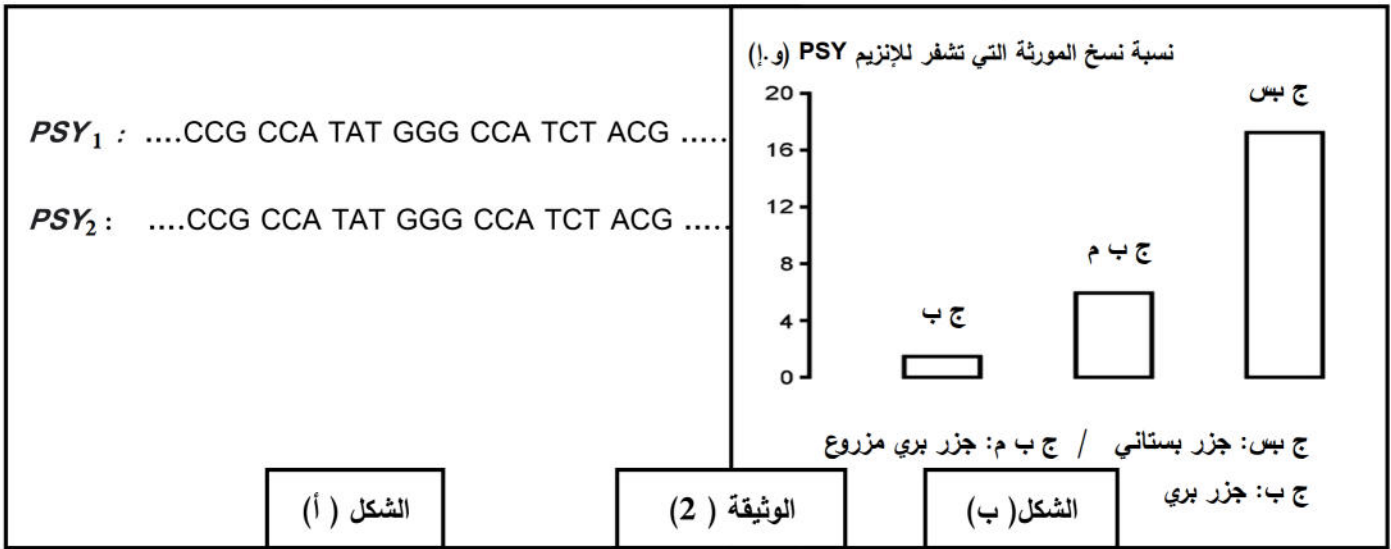 PSY1 : ....CCG CCA TAT GGG CCA TCT ACG .....
PSY2 : ....CCG CCA TAT GGG CCA TCT ACG .....
نسبة نسخ المورثة التي تشفر للإنزيم PSY (و.إ)
20
16
12
8
4
0
ج ب
ج ب م
ج بس
ج بس: جزر بستاني / ج ب م: جزر بري مزروع
ج ب: جزر بري
الشكل (أ)
الوثيقة (2)
الشكل (ب)